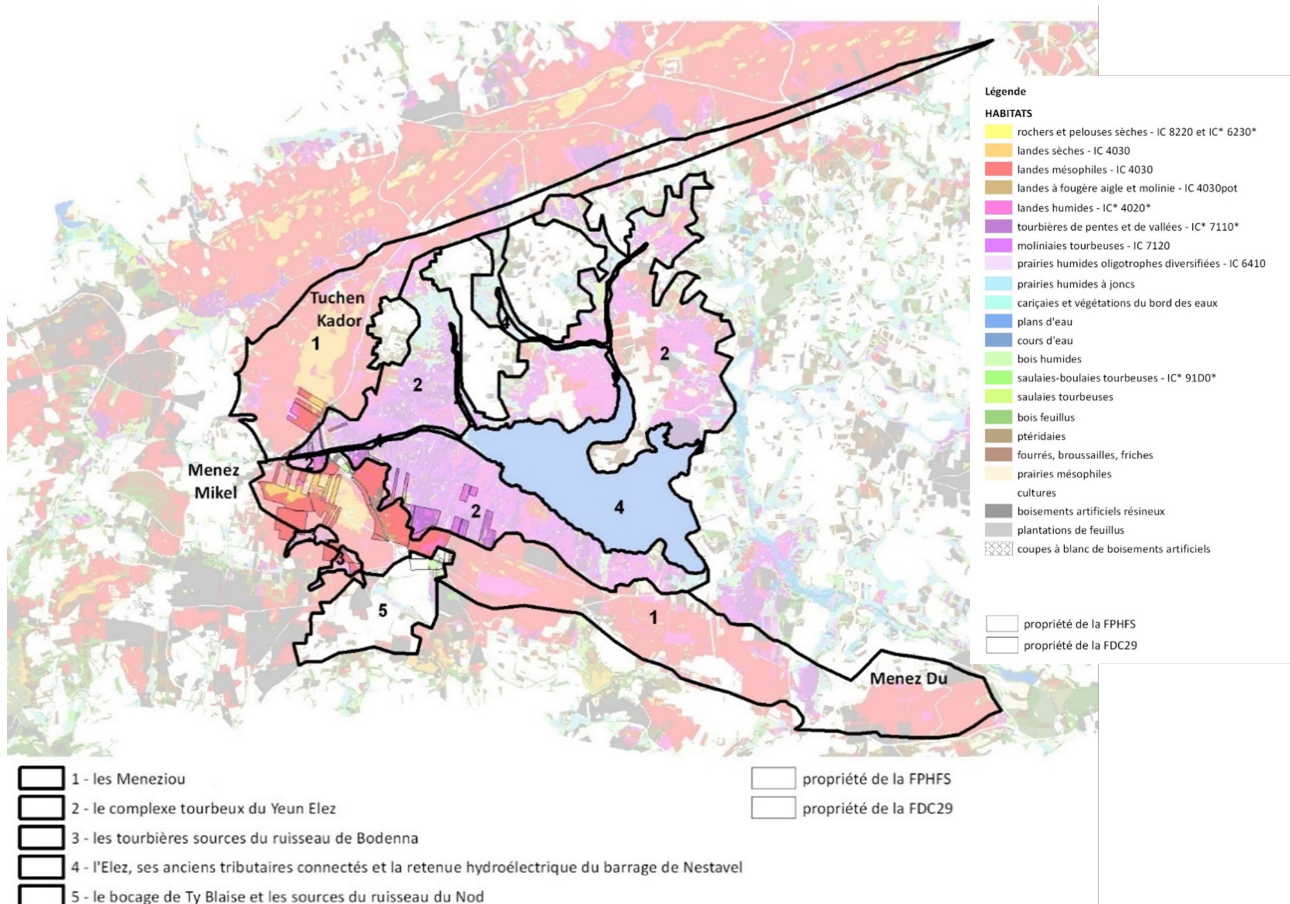 Légende
HABITATS
rochers et pelouses sèches - IC 8220 et IC* 6230*
landes sèches - IC 4030
landes mésophiles - IC 4030
landes à fougère aigle et molinie - IC 4030pot
landes humides - IC* 4020*
tourbières de pentes et de vallées - IC* 7110*
moliniaies tourbeuses - IC 7120
prairies humides oligotrophes diversifiées - IC 6410
prairies humides à joncs
cariçaies et végétations du bord des eaux
plans d'eau
cours d'eau
bois humides
saulaies-boulaies tourbeuses - IC* 91D0*
saulaies tourbeuses
bois feuillus
ptéridaies
fourrés, broussailles, friches
prairies mésophiles
cultures
boisements artificiels résineux
plantations de feuillus
coupes à blanc de boisements artificiels
propriété de la FPHFS
propriété de la FDC29
Tuchen
Kador
1
4
2
2
4
Menez
Mikel
2
2
4
3
5
1
Menez Du
1 - les Meneziou
2 - le complexe tourbeux du Yeun Elez
3 - les tourbières sources du ruisseau de Bodenna
4 - l'Elez, ses anciens tributaires connectés et la retenue hydroélectrique du barrage de Nestavel
5 - le bocage de Ty Blaise et les sources du ruisseau du Nod
propriété de la FPHFS
propriété de la FDC29